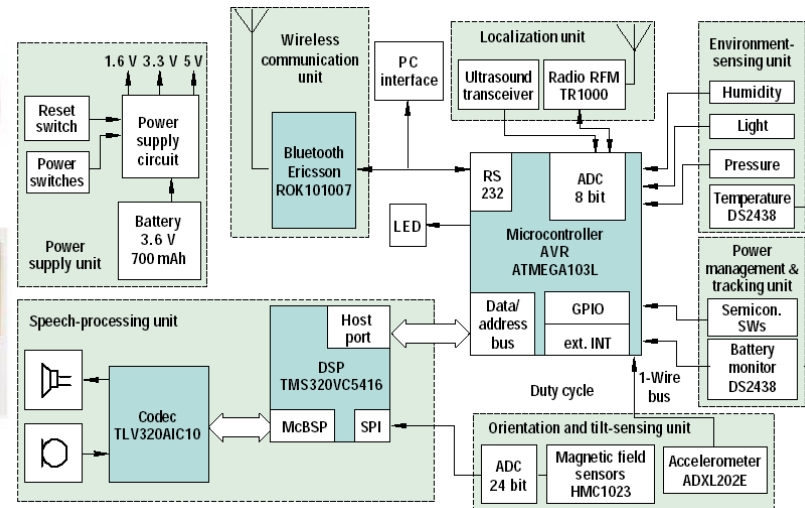 1.6 V 3.3 V 5 V
Reset
switch
Power
switches
Power
supply
circuit
Battery
3.6 V
700 mAh
Power
supply unit
Wireless
communication
unit
Bluetooth
Ericsson
ROK101007
PC
interface
LED
Localization unit
Ultrasound
transceiver
Radio RFM
TR1000
Environment-
sensing unit
Humidity
Light
Pressure
Temperature
DS2438
RS
232
ADC
8 bit
Microcontroller
AVR
ATMEGA103L
Data/
address
bus
GPIO
ext. INT
Power
management &
tracking unit
Semicon.
SWs
Battery
monitor
DS2438
Duty cycle
1-Wire
bus
Speech-processing unit
Host
port
DSP
TMS320VC5416
McBSP
SPI
Codec
TLV320AIC10
Orientation and tilt-sensing unit
ADC
24 bit
Magnetic field
sensors
HMC1023
Accelerometer
ADXL202E